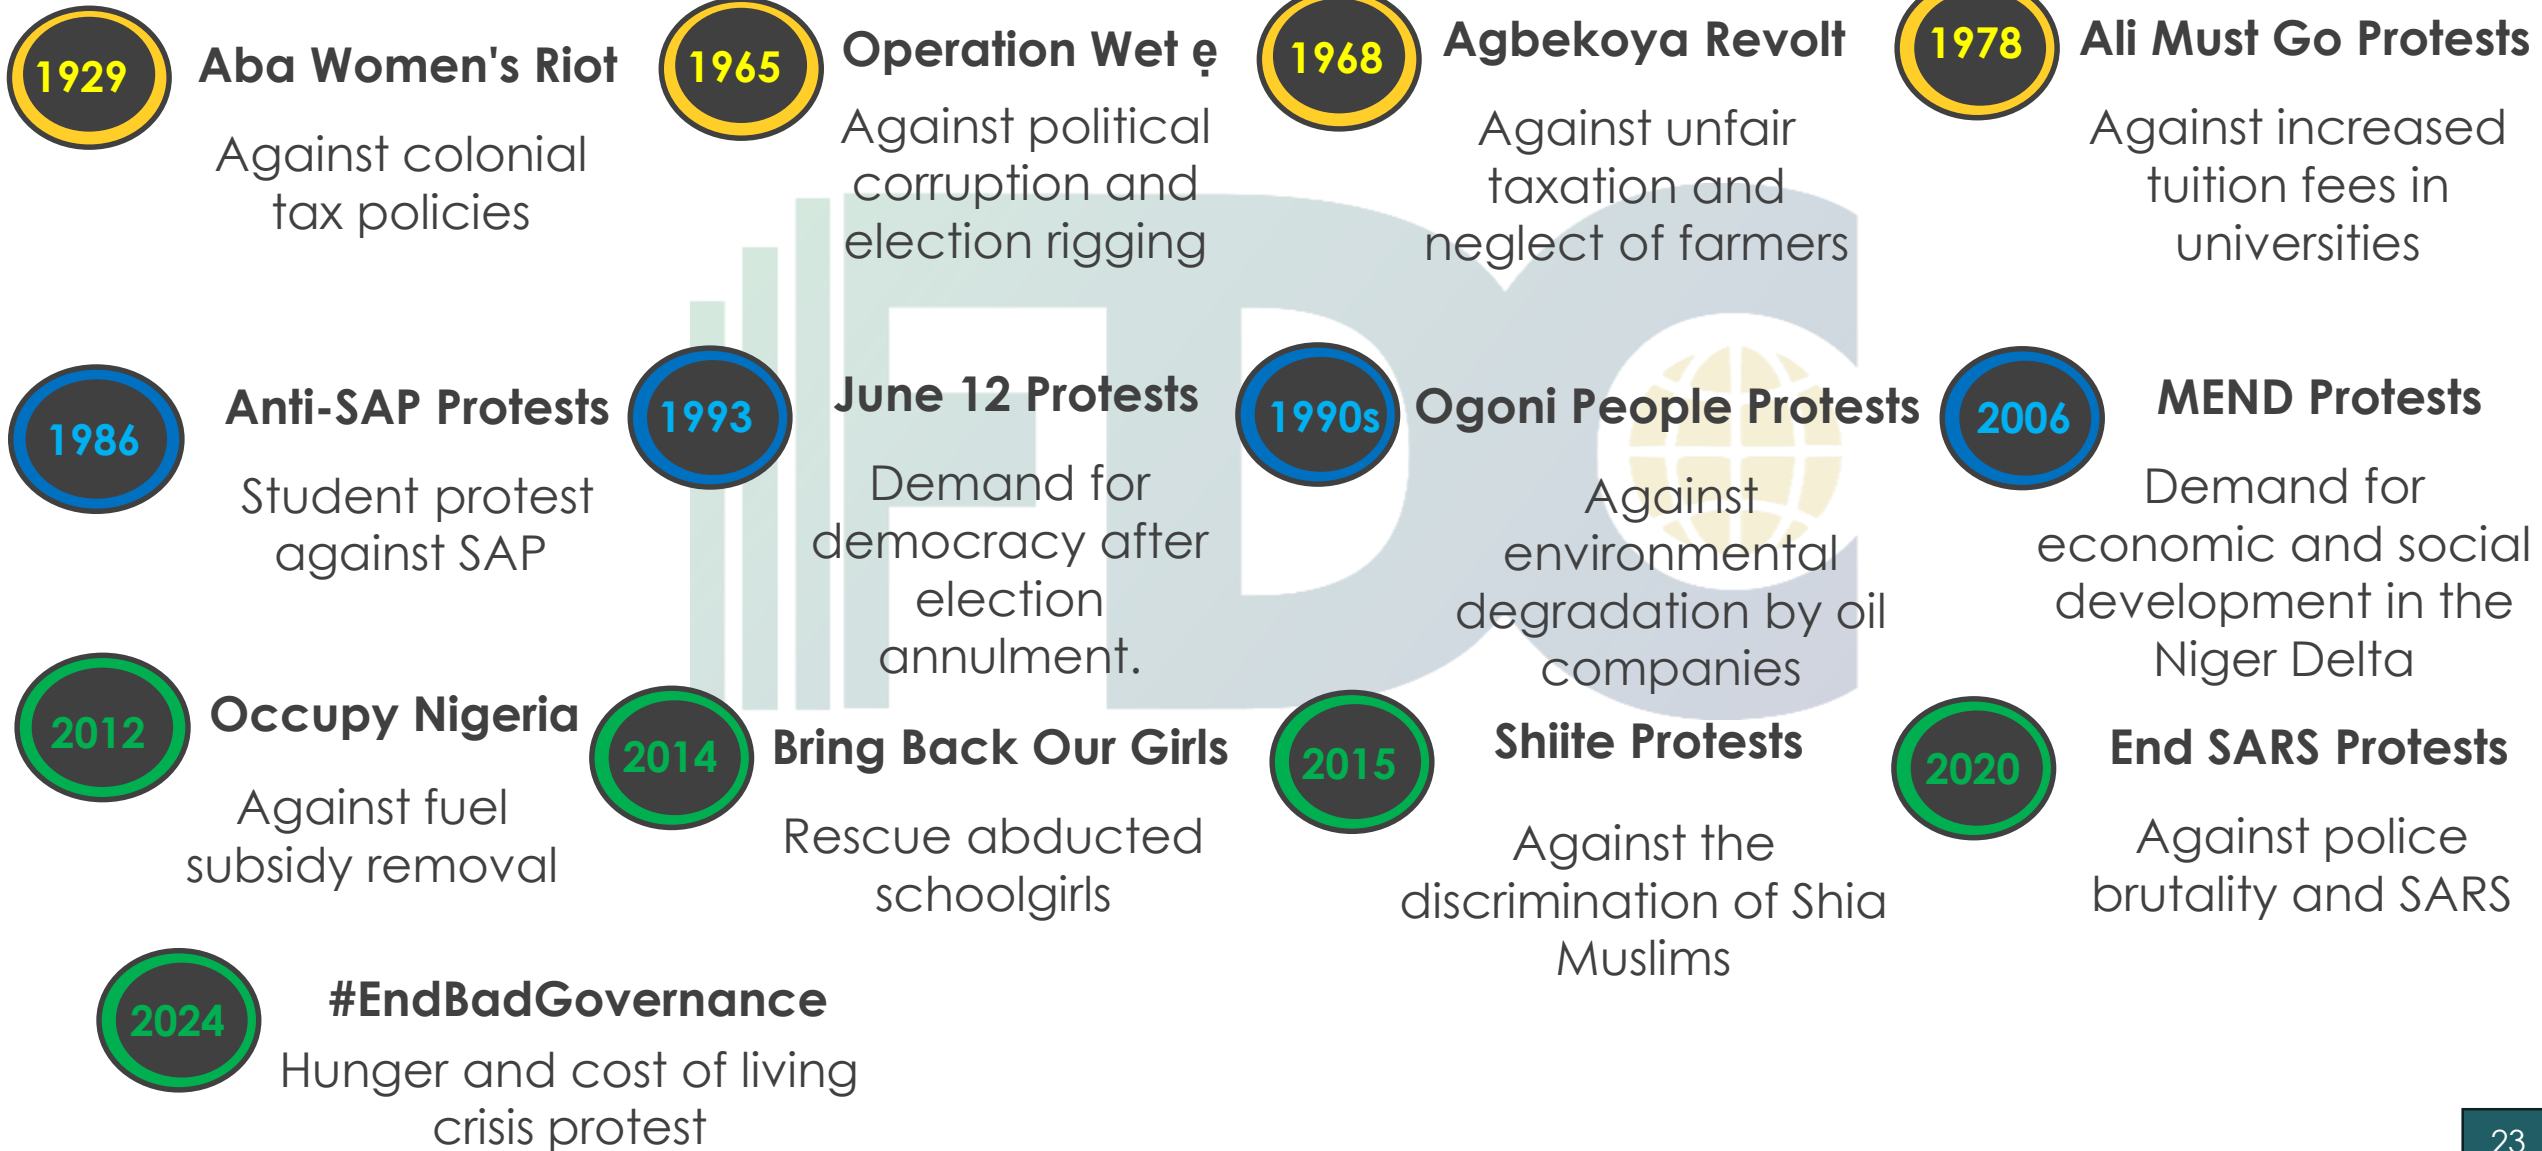 1929
Aba Women's Riot
Against colonial
tax policies
1965
Operation Wet ẹ
Against political
corruption and
election rigging
1968
Agbekoya Revolt
Against unfair
taxation and
neglect of farmers
1978
Ali Must Go Protests
Against increased
tuition fees in
universities
1986
Anti-SAP Protests
Student protest
against SAP
1993
June 12 Protests
Demand for
democracy after
election
annulment.
1990s
Ogoni People Protests
Against
environmental
degradation by oil
companies
2006
MEND Protests
Demand for
economic and social
development in the
Niger Delta
2012
Occupy Nigeria
Against fuel
subsidy removal
2014
Bring Back Our Girls
Rescue abducted
schoolgirls
2015
Shiite Protests
Against the
discrimination of Shia
Muslims
2020
End SARS Protests
Against police
brutality and SARS
2024
#EndBadGovernance
Hunger and cost of living
crisis protest
FDC
23